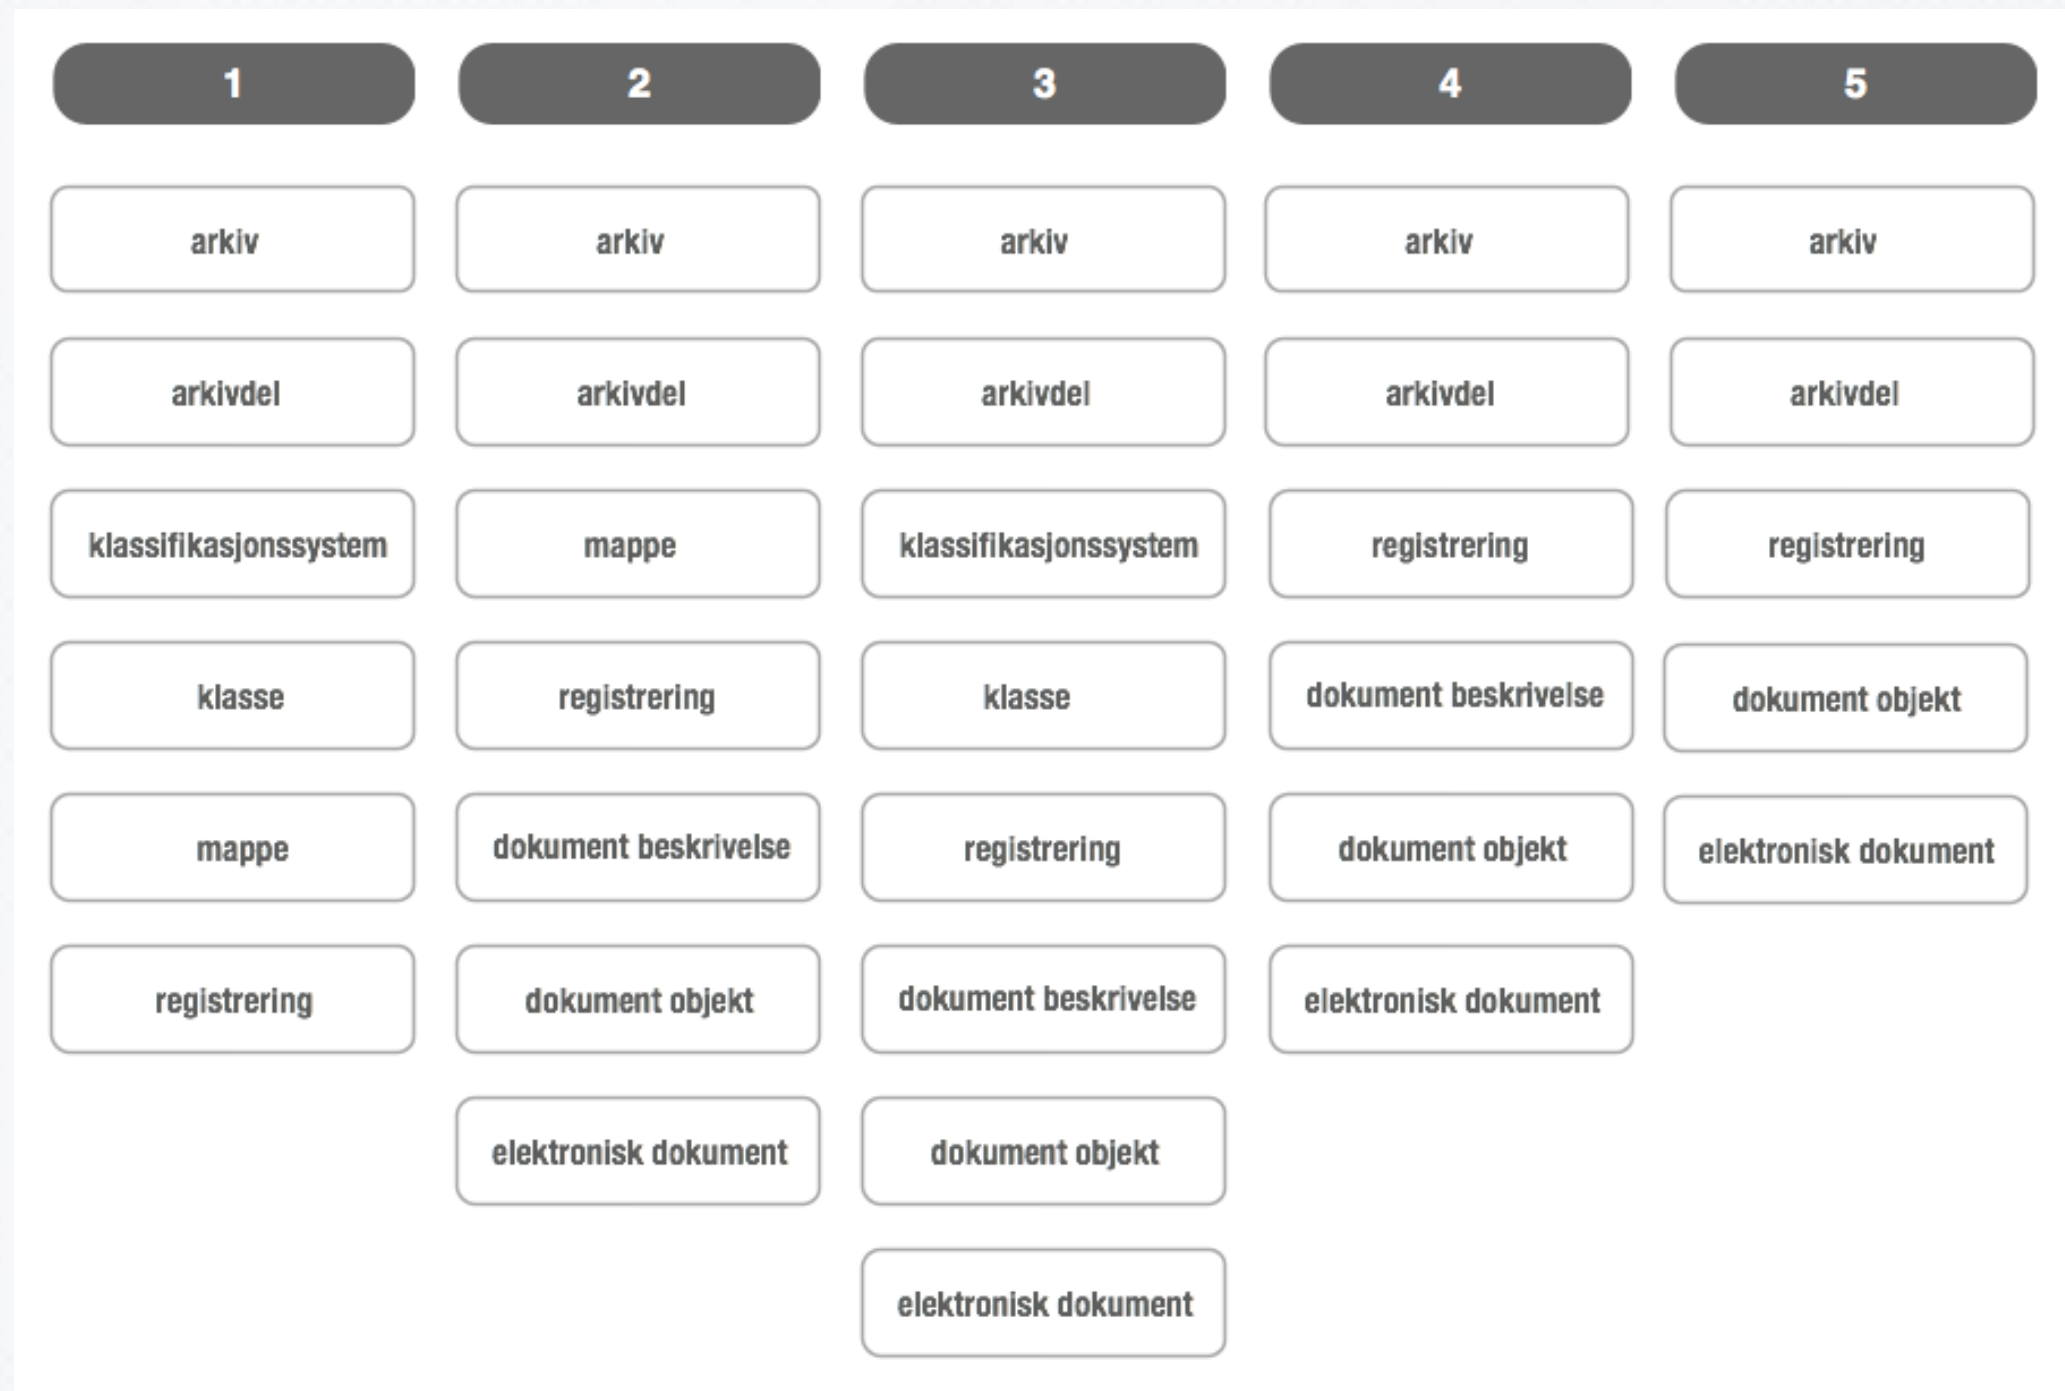 1
2
3
4
5
arkiv
arkiv
arkiv
arkiv
arkiv
arkivdel
arkivdel
arkivdel
arkivdel
arkivdel
klassifikasjonssystem
mappe
klassifikasjonssystem
registrering
registrering
klasse
registrering
klasse
dokument beskrivelse
dokument objekt
mappe
dokument beskrivelse
registrering
dokument objekt
elektronisk dokument
registrering
dokument objekt
dokument beskrivelse
elektronisk dokument
elektronisk dokument
dokument objekt
elektronisk dokument